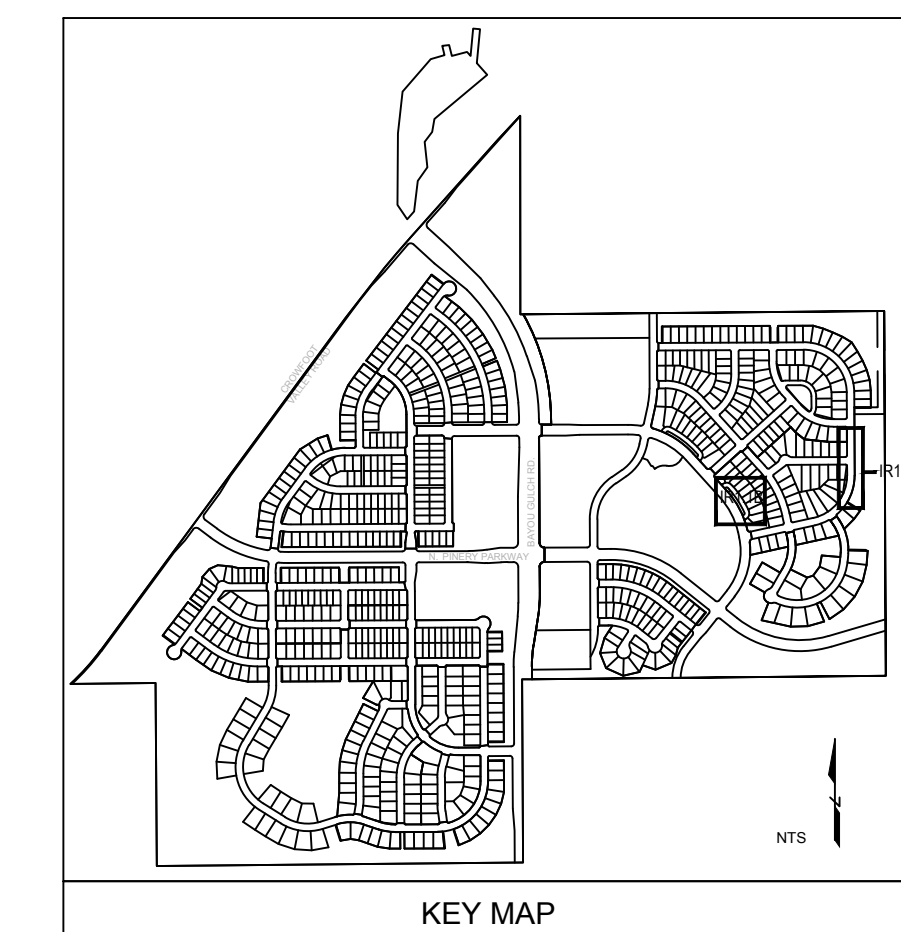 CROWFOOT
VALLEY ROAD
BAYOU GULCH RD.
IR1
N. PINERY PARKWAY
NTS
KEY MAP